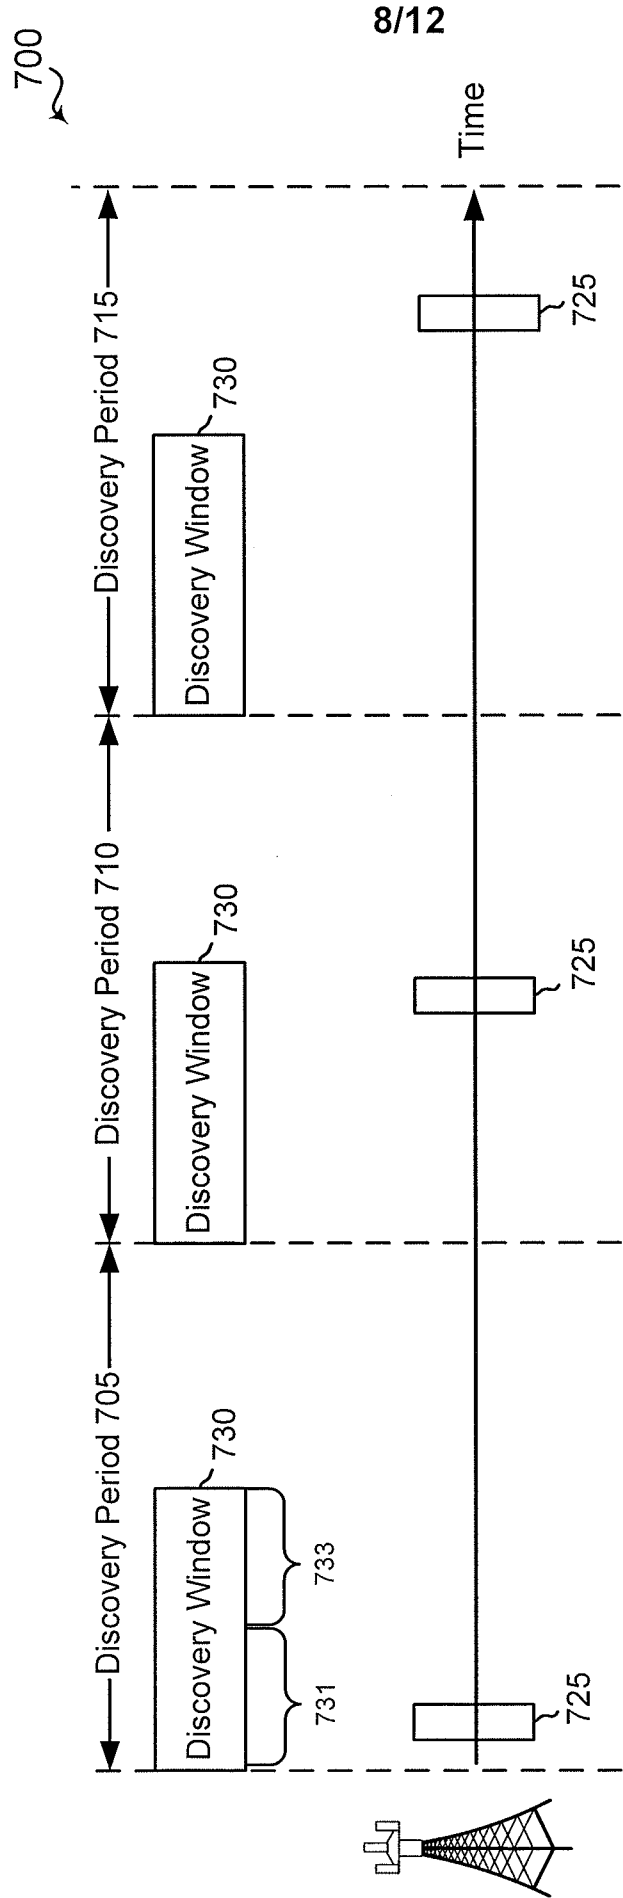 8/12
700
Discovery Period 705
Discovery Period 710
Discovery Period 715
Discovery Window
730
Discovery Window
730
Discovery Window
730
731
733
725
725
725
Time